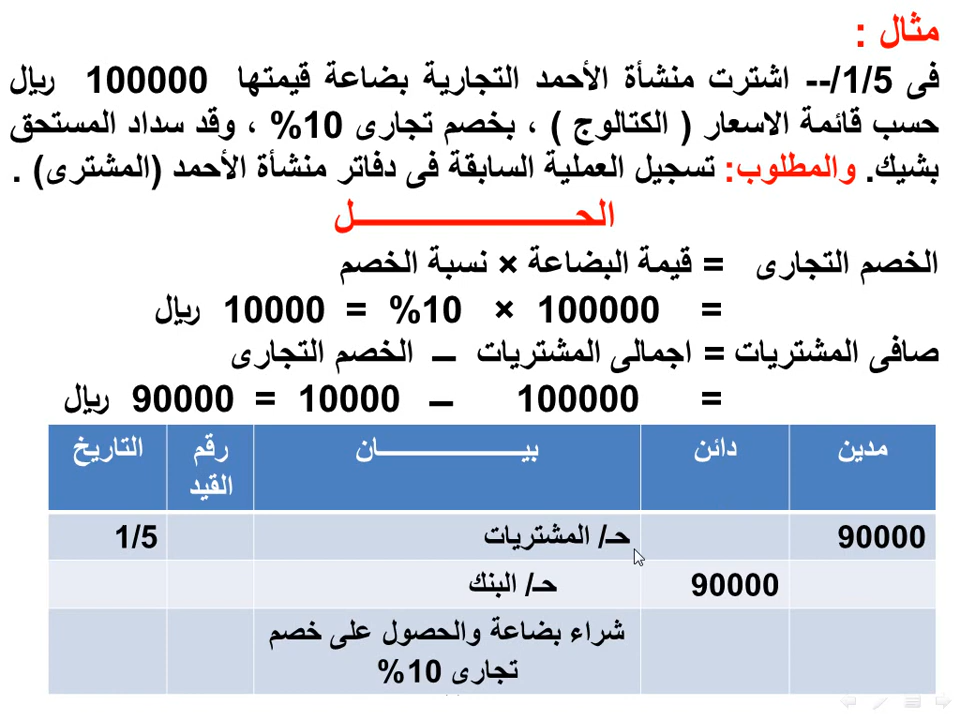 مثال :
فى 1/5/-- اشترت منشأة الأحمد التجارية بضاعة قيمتها 100000 ريال
حسب قائمة الاسعار ( الكتالوج ) ، بخصم تجارى 10% ، وقد سداد المستحق
بشيك. والمطلوب: تسجيل العملية السابقة فى دفاتر منشأة الأحمد (المشترى) .
الحـــــــــــــــــــل
الخصم التجارى = قيمة البضاعة × نسبة الخصم
= 100000 × 10% = 10000 ريال
صافى المشتريات = اجمالى المشتريات – الخصم التجارى
= 100000 – 10000 = 90000 ريال
مدين دائن بيـــــــــــــــان رقم القيد التاريخ
90000 حـ/ المشتريات 1/5
90000 حـ/ البنك
شراء بضاعة والحصول على خصم
تجارى 10%